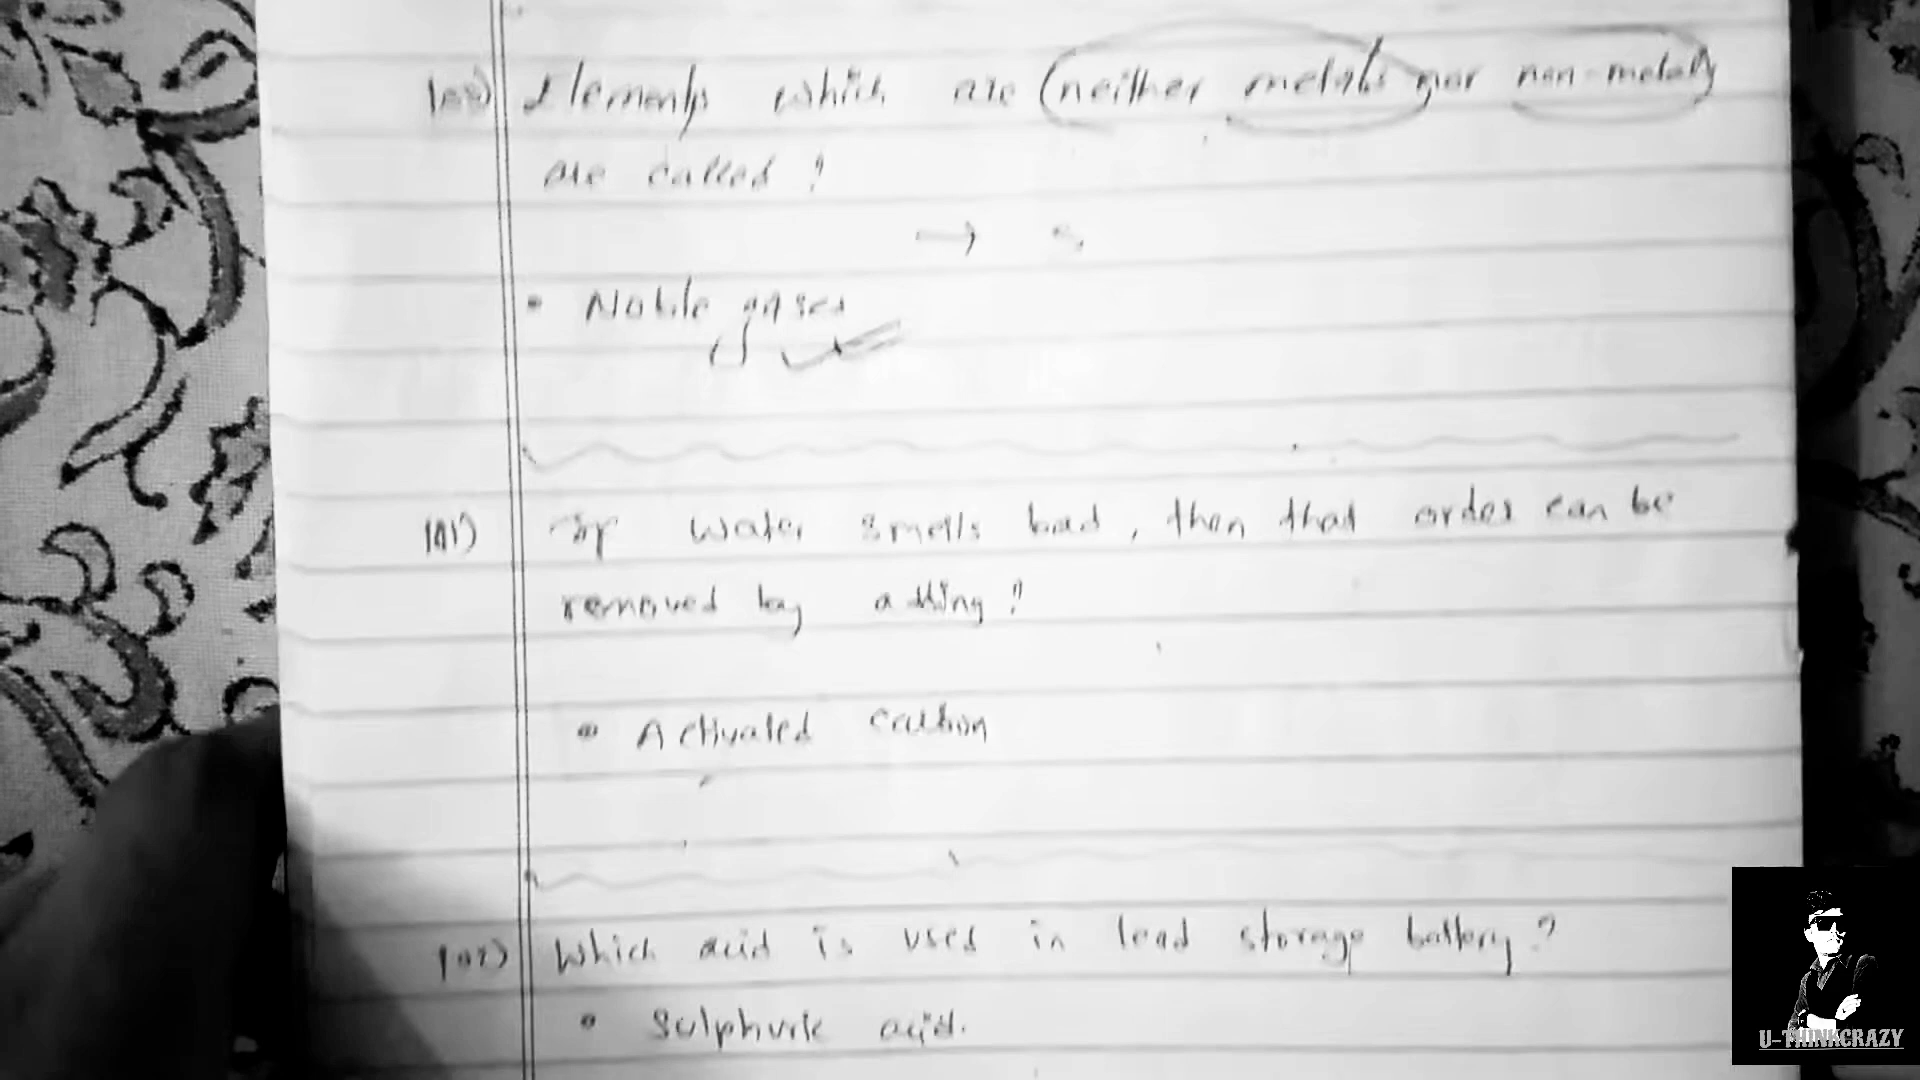 100) Elements which are (neither metals nor non-metals)
are called ?
→
• Noble gases
101) If water smells bad, then that order can be
removed by adding ?
• Activated carbon
102) Which acid is used in lead storage battery ?
• Sulphuric acid.
U-THINKCRAZY